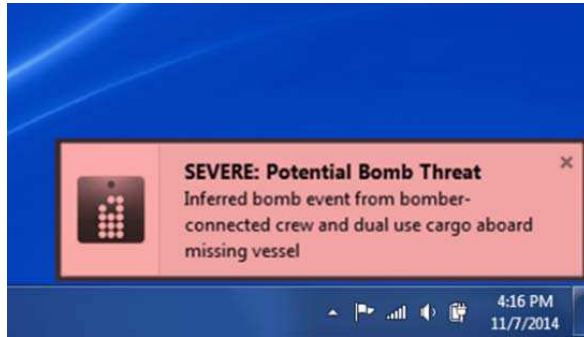 SEVERE: Potential Bomb Threat
Inferred bomb event from bomber-
connected crew and dual use cargo aboard
missing vessel
4:16 PM
11/7/2014